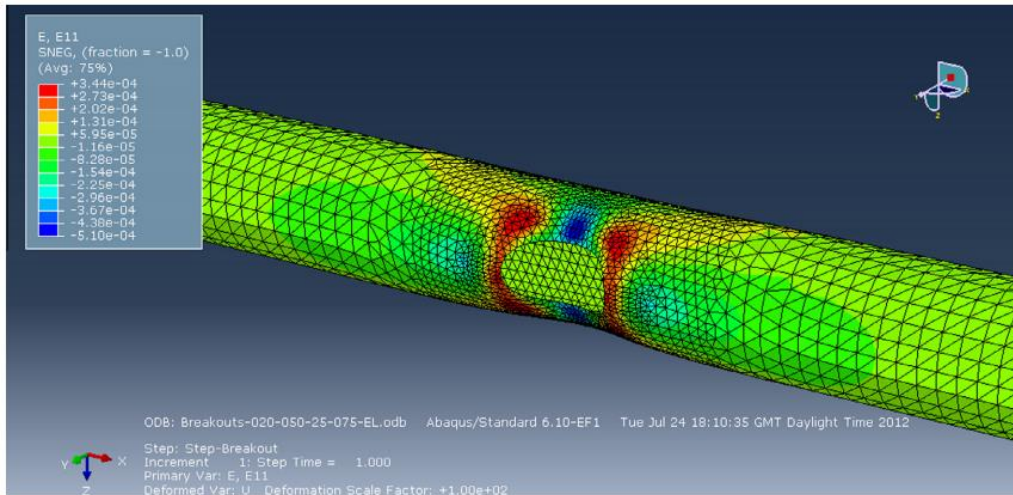 E, E11
SNEG, (fraction = -1.0)
(Avg: 75%)
+3.44e-04
+2.73e-04
+2.02e-04
+1.31e-04
+5.95e-05
-1.16e-05
-8.28e-05
-1.54e-04
-2.25e-04
-2.96e-04
-3.67e-04
-4.38e-04
-5.10e-04
Z
ODB: Breakouts-020-050-25-075-EL.odb Abaqus/Standard 6.10-EF1 Tue Jul 24 18:10:35 GMT Daylight Time 2012
Step: Step-Breakout
Increment 1: Step Time = 1.000
Primary Var: E, E11
Deformed Var: U Deformation Scale Factor: +1.00e+02
Y X
Z